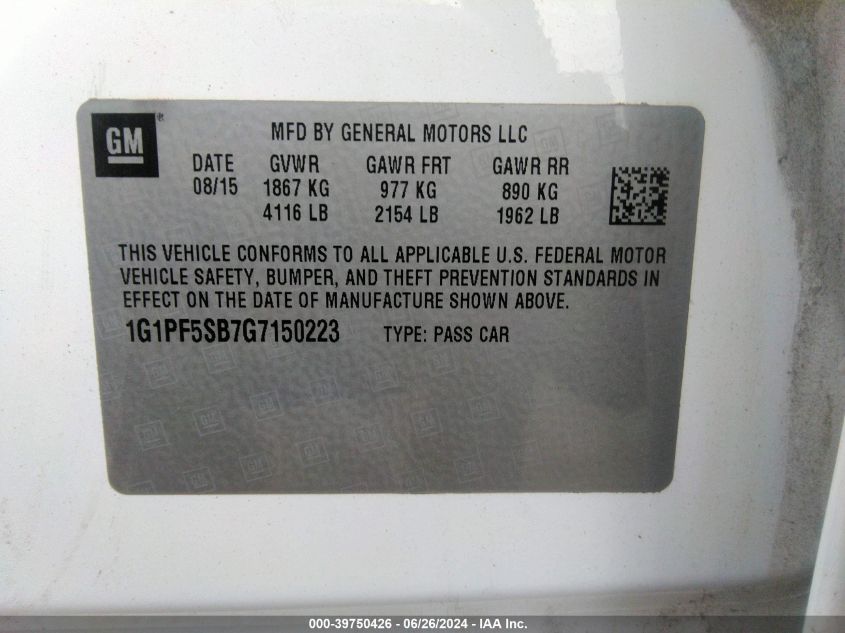 GM
MFD BY GENERAL MOTORS LLC
DATE GVWR GAWR FRT GAWR RR
08/15 1867 KG 977 KG 890 KG
4116 LB 2154 LB 1962 LB
THIS VEHICLE CONFORMS TO ALL APPLICABLE U.S. FEDERAL MOTOR
VEHICLE SAFETY, BUMPER, AND THEFT PREVENTION STANDARDS IN
EFFECT ON THE DATE OF MANUFACTURE SHOWN ABOVE.
1G1PF5SB7G7150223 TYPE: PASS CAR
000-39750426 - 06/26/2024 - IAA Inc.